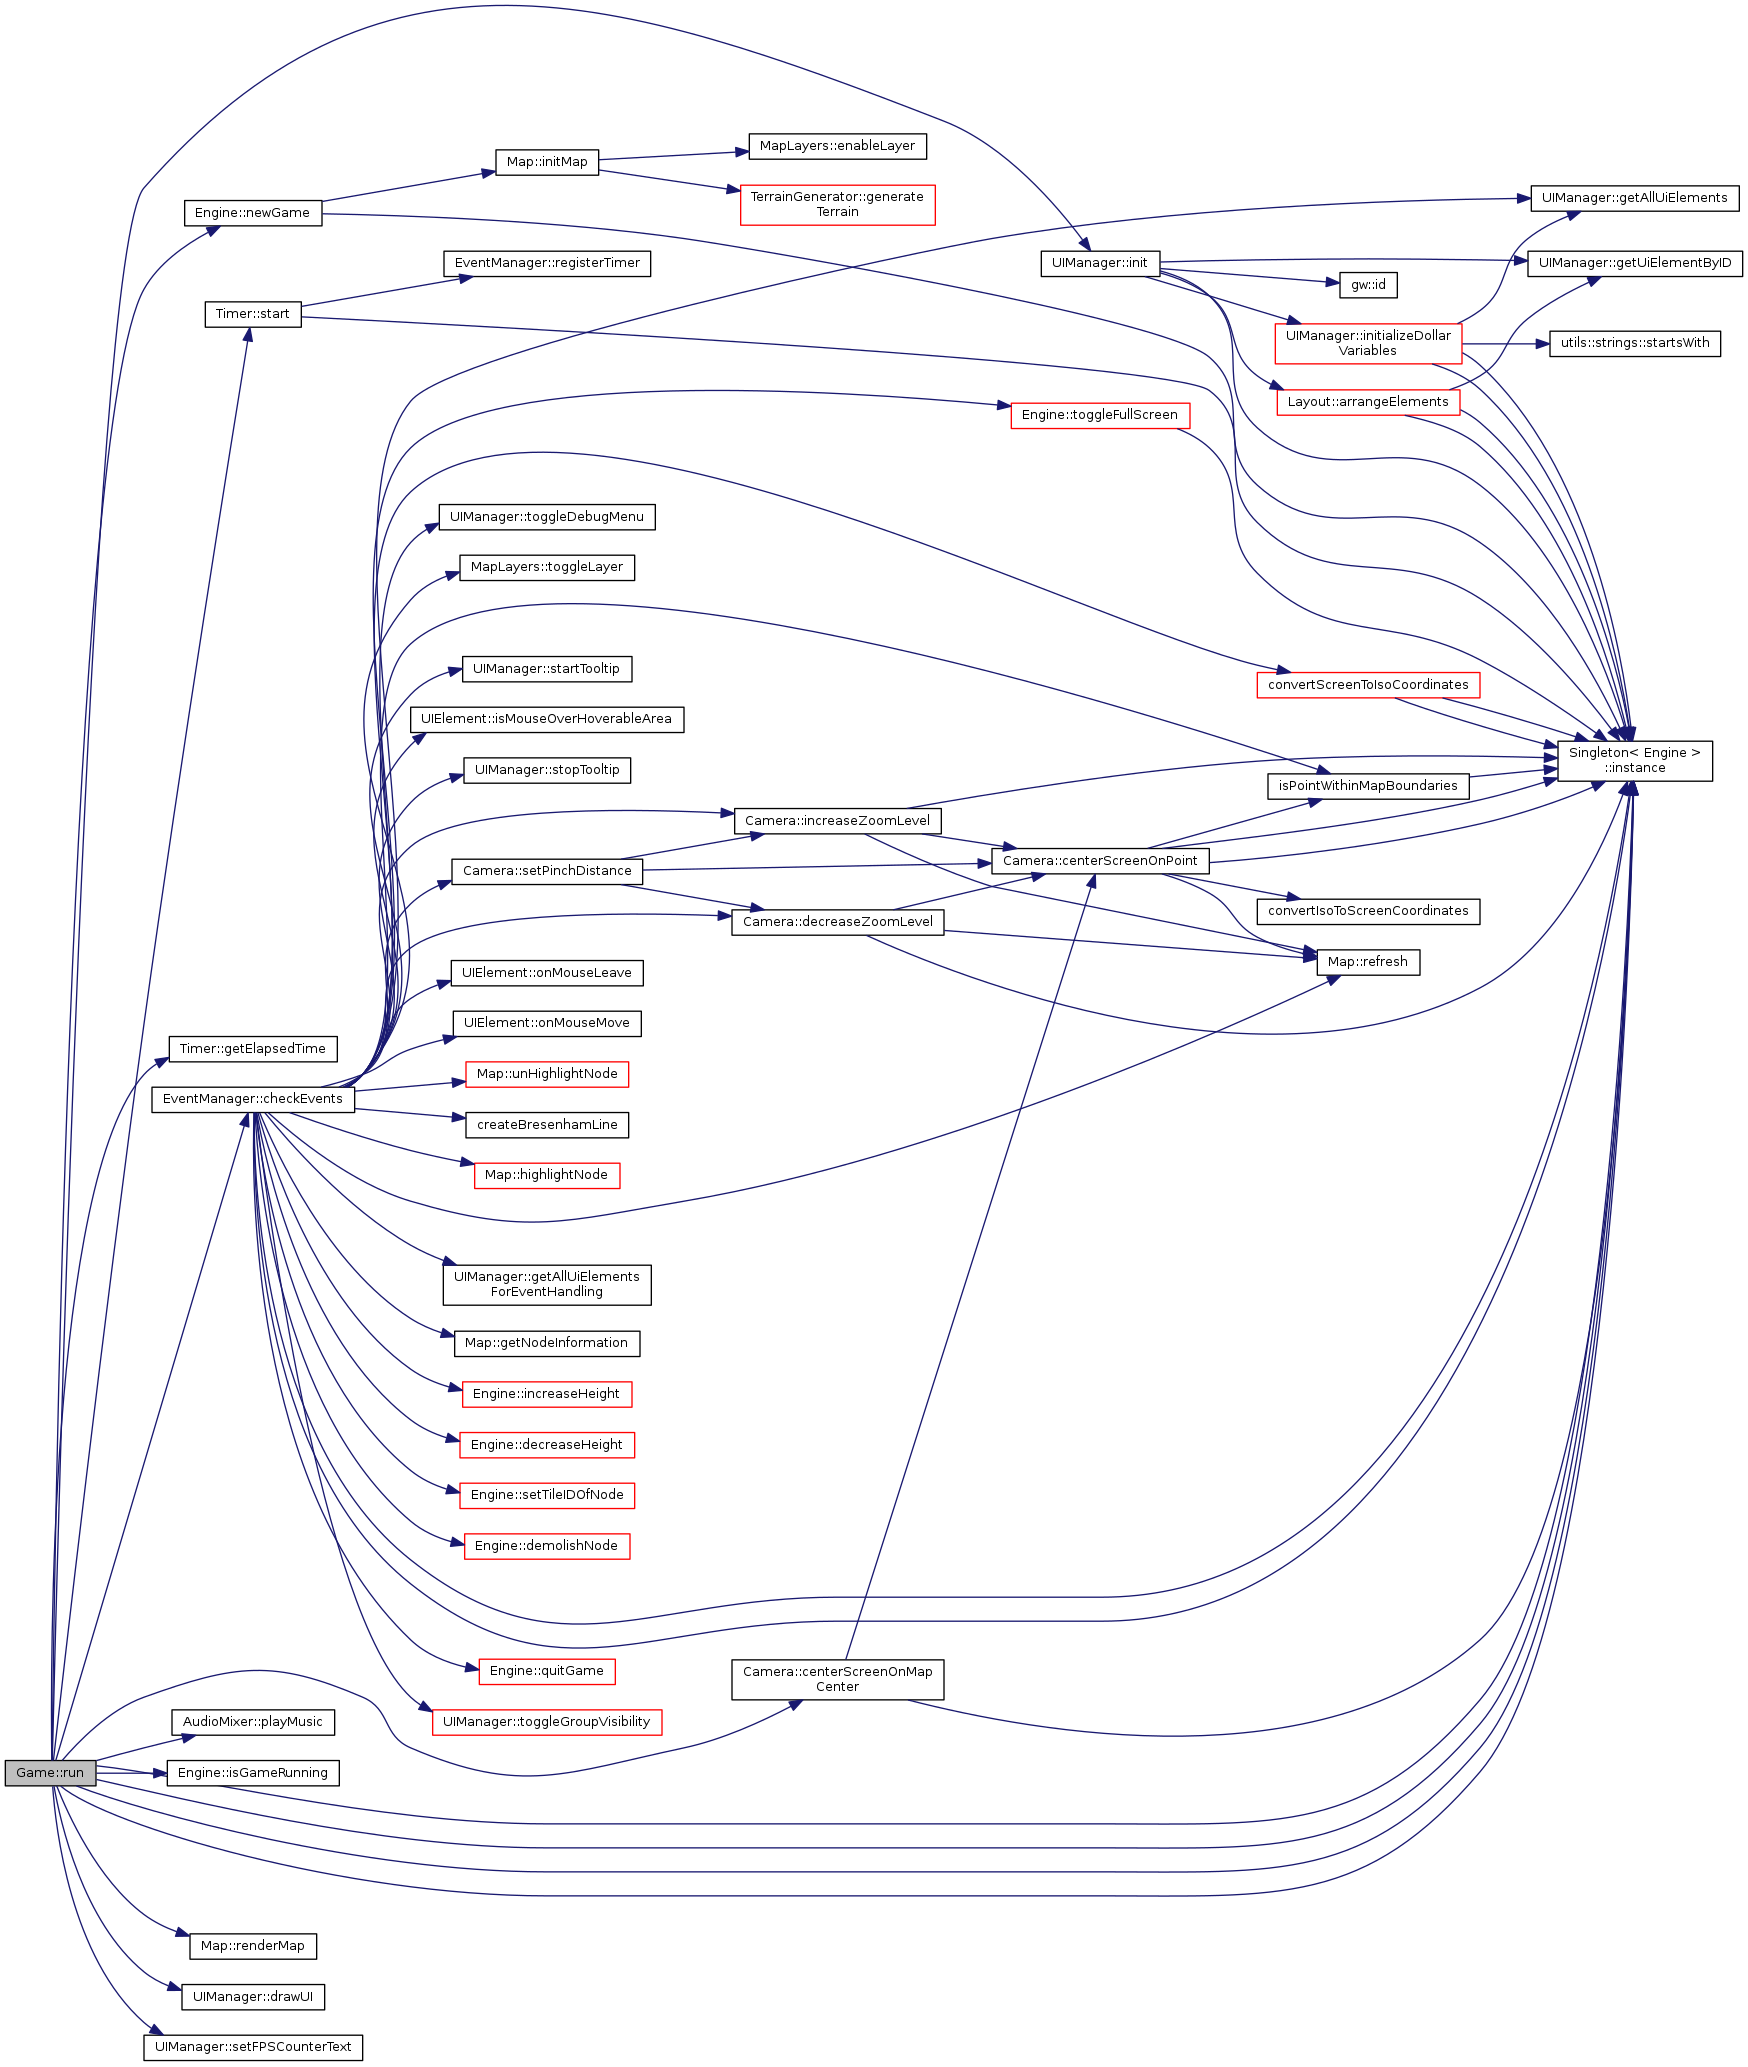 MapLayers::enableLayer
Map::initMap
TerrainGenerator::generate
Terrain
UIManager::getAllUiElements
Engine::newGame
EventManager::registerTimer
UIManager::init
UIManager::getUiElementByID
gw::id
Timer::start
UIManager::initializeDollar
Variables
utils::strings::startsWith
Layout::arrangeElements
Engine::toggleFullScreen
UIManager::toggleDebugMenu
MapLayers::toggleLayer
UIManager::startTooltip
convertScreenToIsoCoordinates
UIElement::isMouseOverHoverableArea
Singleton< Engine >
::instance
UIManager::stopTooltip
isPointWithinMapBoundaries
Camera::increaseZoomLevel
Camera::centerScreenOnPoint
Camera::setPinchDistance
convertIsoToScreenCoordinates
Camera::decreaseZoomLevel
Map::refresh
UIElement::onMouseLeave
UIElement::onMouseMove
Timer::getElapsedTime
Map::unHighlightNode
EventManager::checkEvents
createBresenhamLine
Map::highlightNode
UIManager::getAllUiElements
ForEventHandling
Map::getNodeInformation
Engine::increaseHeight
Engine::decreaseHeight
Engine::setTileIDOfNode
Engine::demolishNode
Engine::quitGame
Camera::centerScreenOnMap
Center
AudioMixer::playMusic
UIManager::toggleGroupVisibility
Game::run
Engine::isGameRunning
Map::renderMap
UIManager::drawUI
UIManager::setFPSCounterText